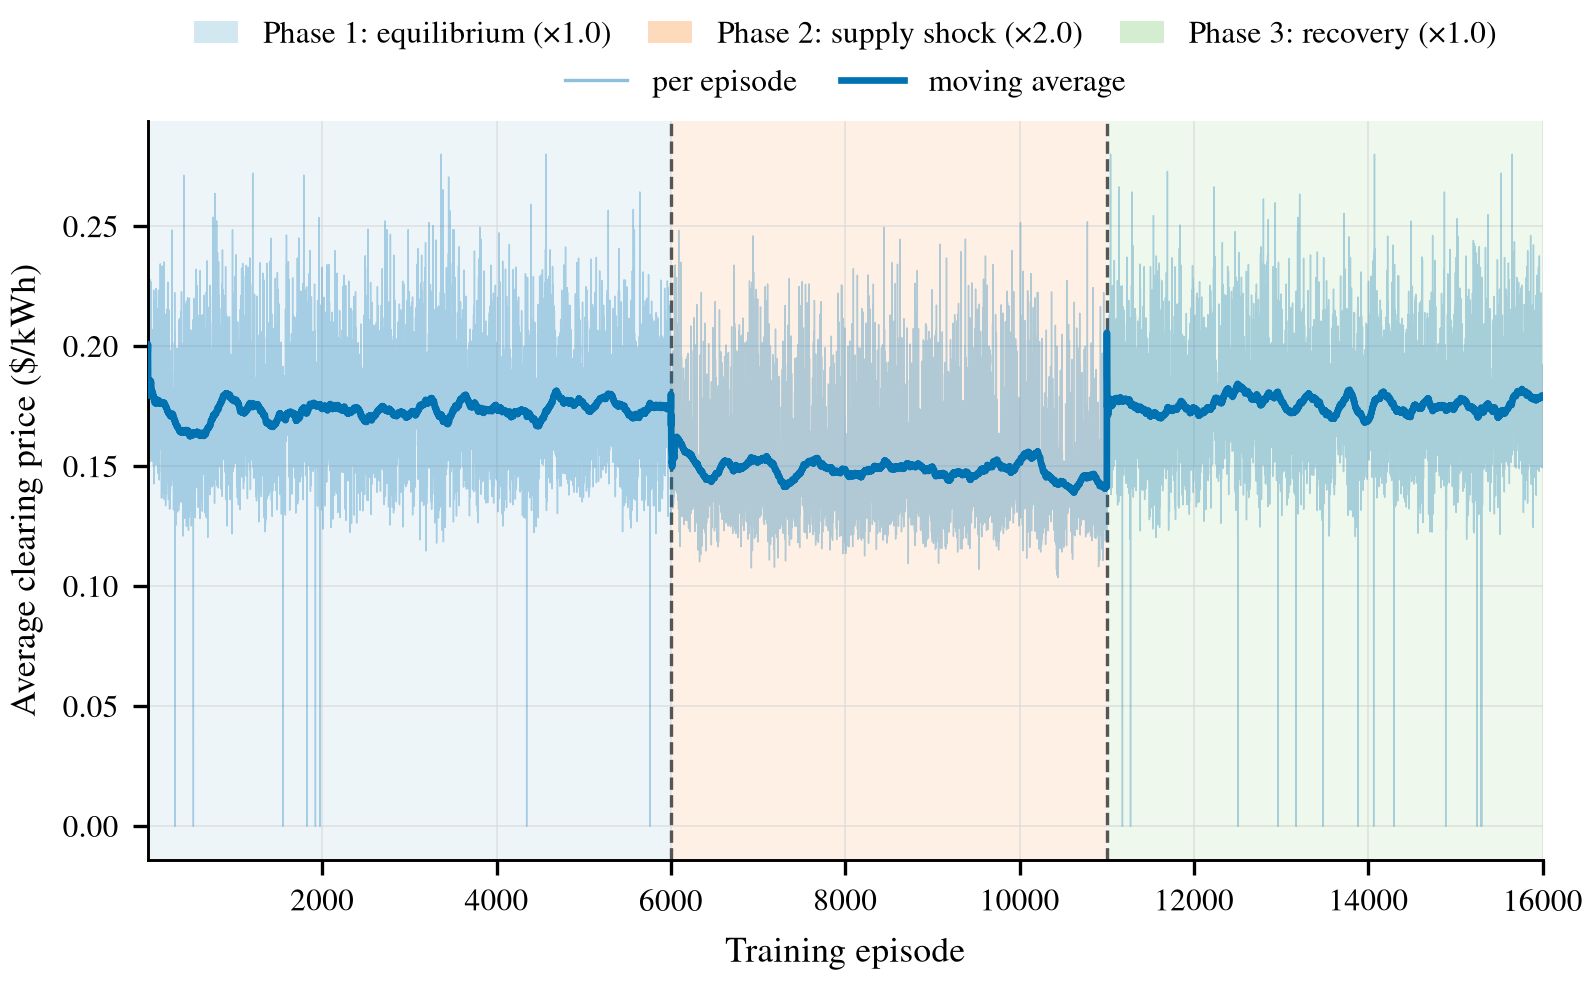 Phase 1: equilibrium (×1.0) Phase 2: supply shock (×2.0) Phase 3: recovery (×1.0)
per episode moving average
Average clearing price ($/kWh)
0.25
0.20
0.15
0.10
0.05
0.00
2000 4000 6000 8000 10000 12000 14000 16000
Training episode